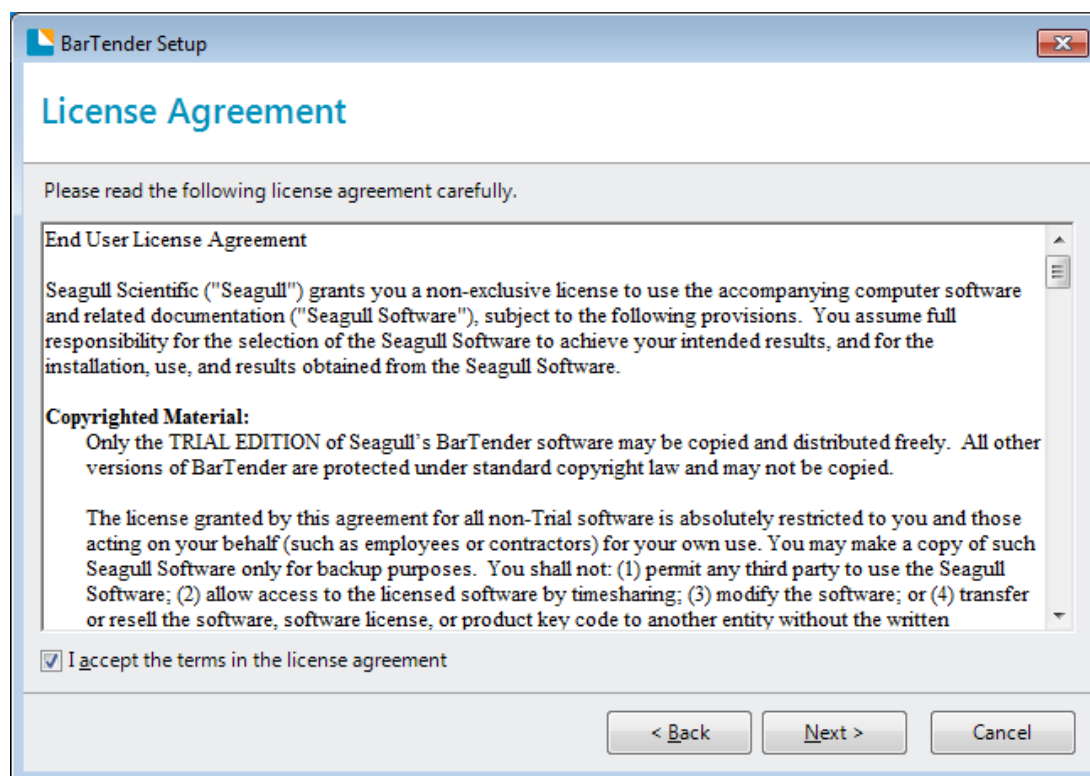 BarTender Setup
License Agreement
Please read the following license agreement carefully.
End User License Agreement
Seagull Scientific ("Seagull") grants you a non-exclusive license to use the accompanying computer software
and related documentation ("Seagull Software"), subject to the following provisions.  You assume full
responsibility for the selection of the Seagull Software to achieve your intended results, and for the
installation, use, and results obtained from the Seagull Software.
Copyrighted Material:
Only the TRIAL EDITION of Seagull’s BarTender software may be copied and distributed freely.  All other
versions of BarTender are protected under standard copyright law and may not be copied.
The license granted by this agreement for all non-Trial software is absolutely restricted to you and those
acting on your behalf (such as employees or contractors) for your own use. You may make a copy of such
Seagull Software only for backup purposes.  You shall not: (1) permit any third party to use the Seagull
Software; (2) allow access to the licensed software by timesharing; (3) modify the software; or (4) transfer
or resell the software, software license, or product key code to another entity without the written
I accept the terms in the license agreement
< Back
Next >
Cancel